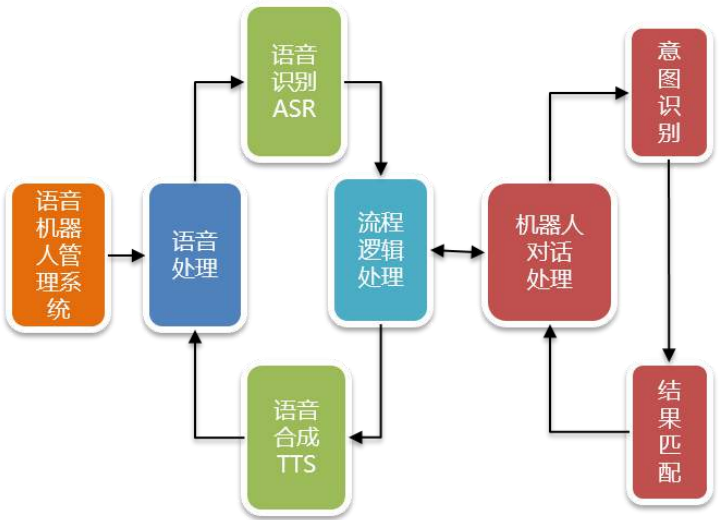 语音
机器
人管
理系
统
语音
处理
语音
识别
ASR
流程
逻辑
处理
语音
合成
TTS
机器人
对话
处理
意
图
识
别
结
果
匹
配